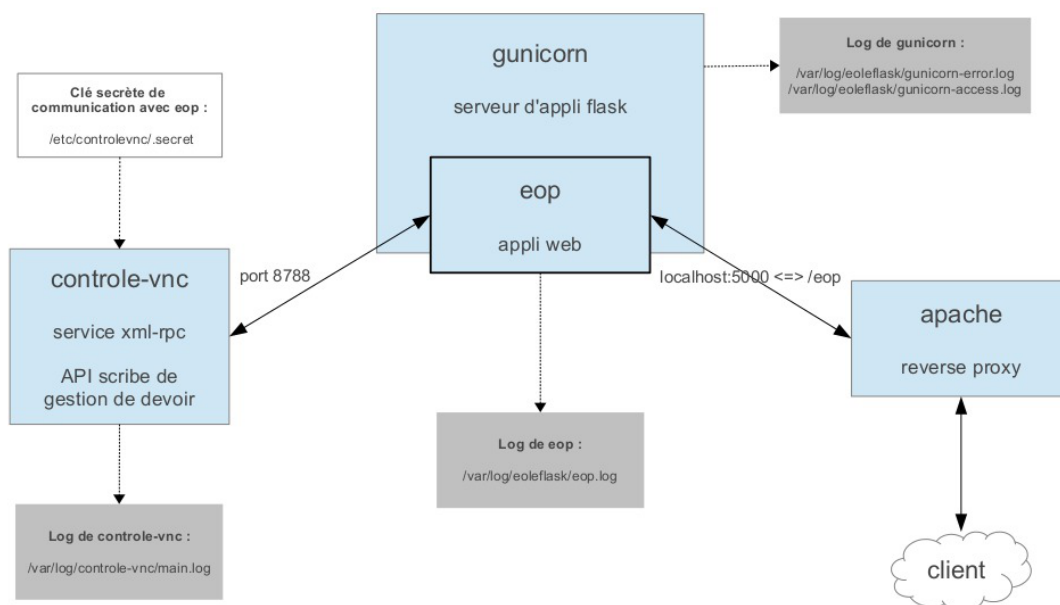 gunicorn
serveur d'appli flask
Log de gunicorn :
/var/log/eoleflask/gunicorn-error.log
/var/log/eoleflask/gunicorn-access.log
Clé secrète de
communication avec eop :
/etc/controlevnc/.secret
eop
appli web
controle-vnc
service xml-rpc
API scribe de
gestion de devoir
port 8788
localhost:5000 <=> /eop
apache
reverse proxy
Log de eop :
/var/log/eoleflask/eop.log
Log de controle-vnc :
/var/log/controle-vnc/main.log
client